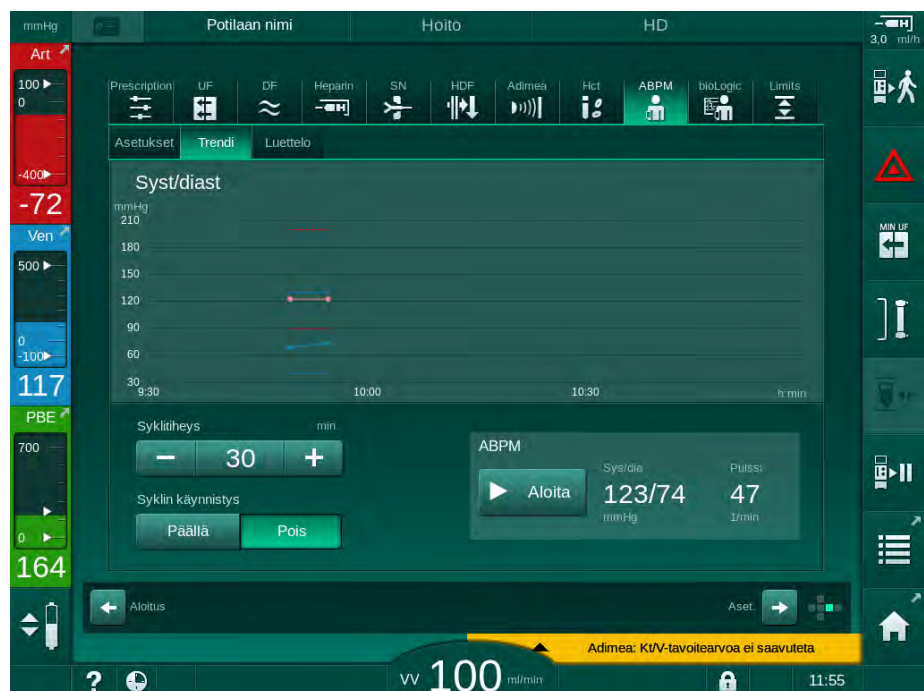 mmHg Potilaan nimi Hoito HD
3,0 ml/h
Art
100
0
-400
-72
Ven
500
0
-100
117
PBE
700
0
164
Prescription UF DF Heparin SN HDF Adimea Hct ABPM bioLogic Limits
Asetukset Trendi Luettelo
Syst/diast
mmHg
210
180
150
120
90
60
30
9:30 10:00 10:30 h:min
Syklitiheys min
30
Syklin käynnistys
Päällä Pois
ABPM
Sys/dia Puissi
Aloita 123/74 47
mmHg 1/min
MIN UF
Aloitus Aset.
Adimea: Kt/V-tavoitearvoa ei saavuteta
? VV 100 ml/min 11:55